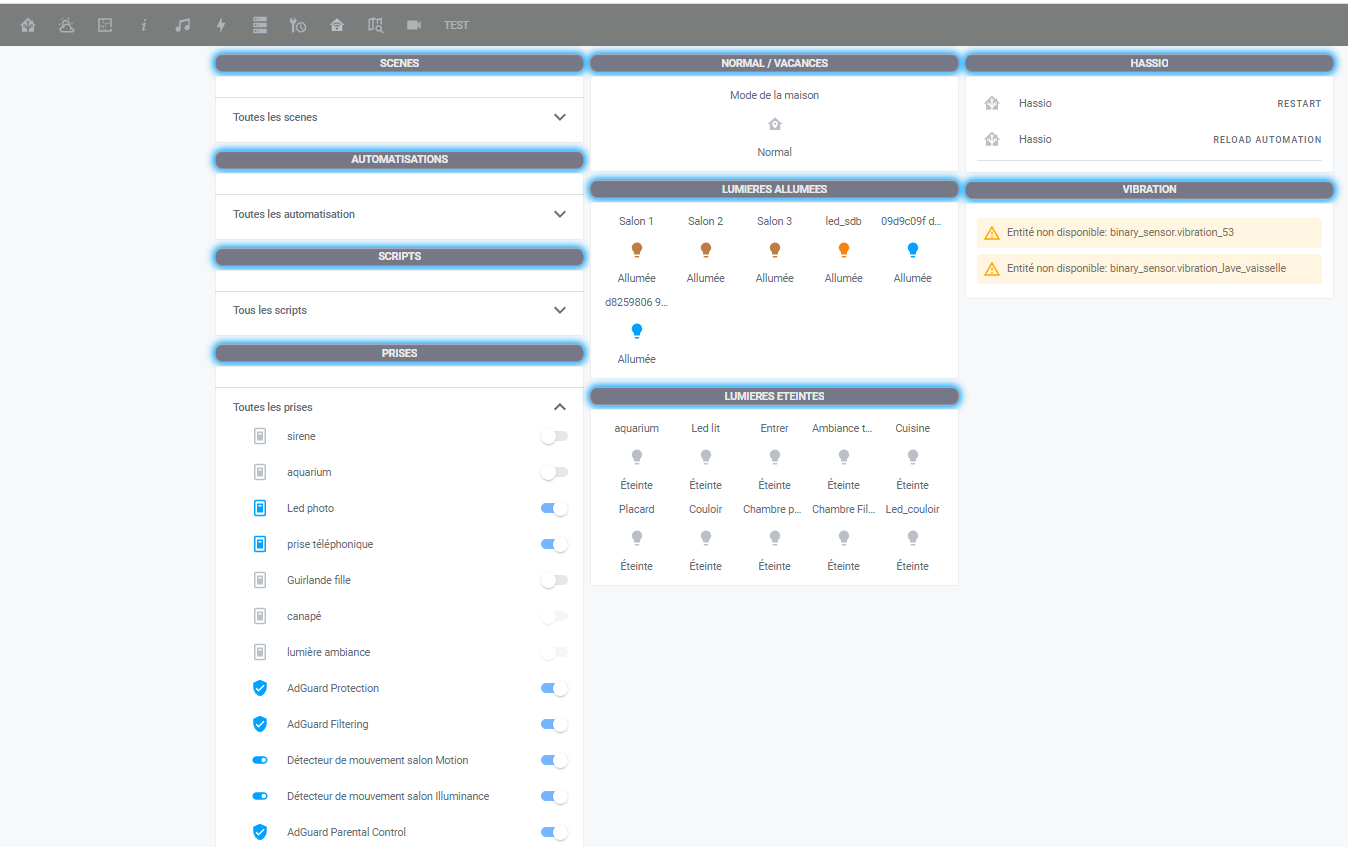 TEST
SCENES
Toutes les scenes
AUTOMATISATIONS
Toutes les automatisation
SCRIPTS
Tous les scripts
PRISES
Toutes les prises
sirene
aquarium
Led photo
prise téléphonique
Guirlande fille
canapé
lumière ambiance
AdGuard Protection
AdGuard Filtering
Détecteur de mouvement salon Motion
Détecteur de mouvement salon Illuminance
AdGuard Parental Control
NORMAL / VACANCES
Mode de la maison
Normal
LUMIERES ALLUMEES
Salon 1 Salon 2 Salon 3 led_sdb 09d9c09f d...
Allumée Allumée Allumée Allumée Allumée
d8259806 9...
Allumée
LUMIERES ETEINTES
aquarium Led lit Entrer Ambiance t... Cuisine
Éteinte Éteinte Éteinte Éteinte Éteinte
Placard Couloir Chambre p... Chambre Fil... Led_couloir
Éteinte Éteinte Éteinte Éteinte Éteinte
HASSIO
Hassio RESTART
Hassio RELOAD AUTOMATION
VIBRATION
Entité non disponible: binary_sensor.vibration_53
Entité non disponible: binary_sensor.vibration_lave_vaisselle